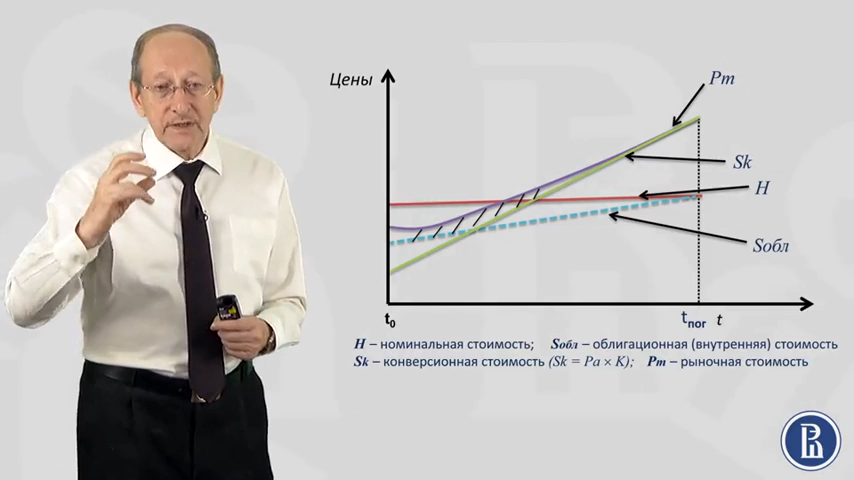 Цены
Pm
Sk
H
Sобл
t₀
tпог t
H – номинальная стоимость; Sобл – облигационная (внутренняя) стоимость
Sk – конверсионная стоимость (Sk = Pa × K); Pm – рыночная стоимость